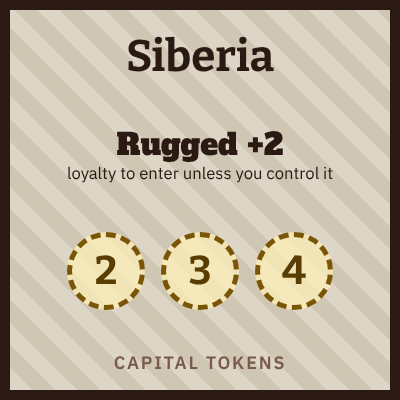 Siberia
Rugged +2
loyalty to enter unless you control it
2 3 4
CAPITAL TOKENS